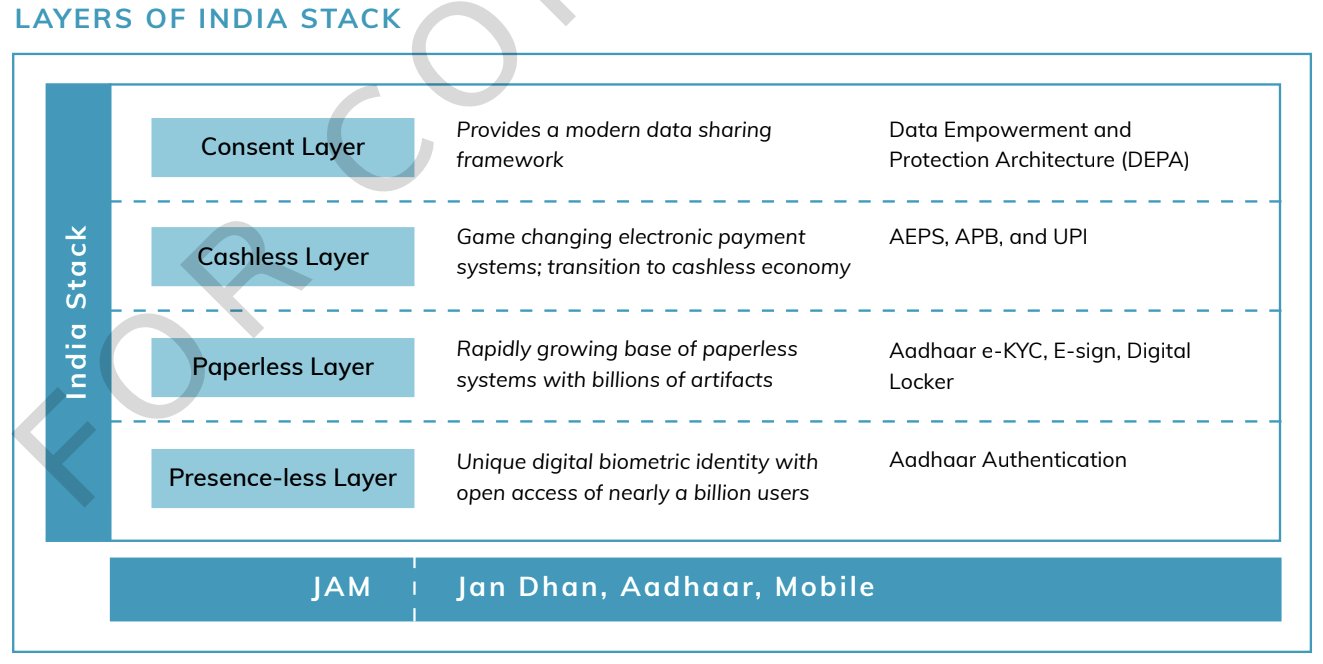 LAYERS OF INDIA STACK
India Stack
Consent Layer
Provides a modern data sharing
framework
Data Empowerment and
Protection Architecture (DEPA)
Cashless Layer
Game changing electronic payment
systems; transition to cashless economy
AEPS, APB, and UPI
Paperless Layer
Rapidly growing base of paperless
systems with billions of artifacts
Aadhaar e-KYC, E-sign, Digital
Locker
Presence-less Layer
Unique digital biometric identity with
open access of nearly a billion users
Aadhaar Authentication
JAM
Jan Dhan, Aadhaar, Mobile
FOR CO